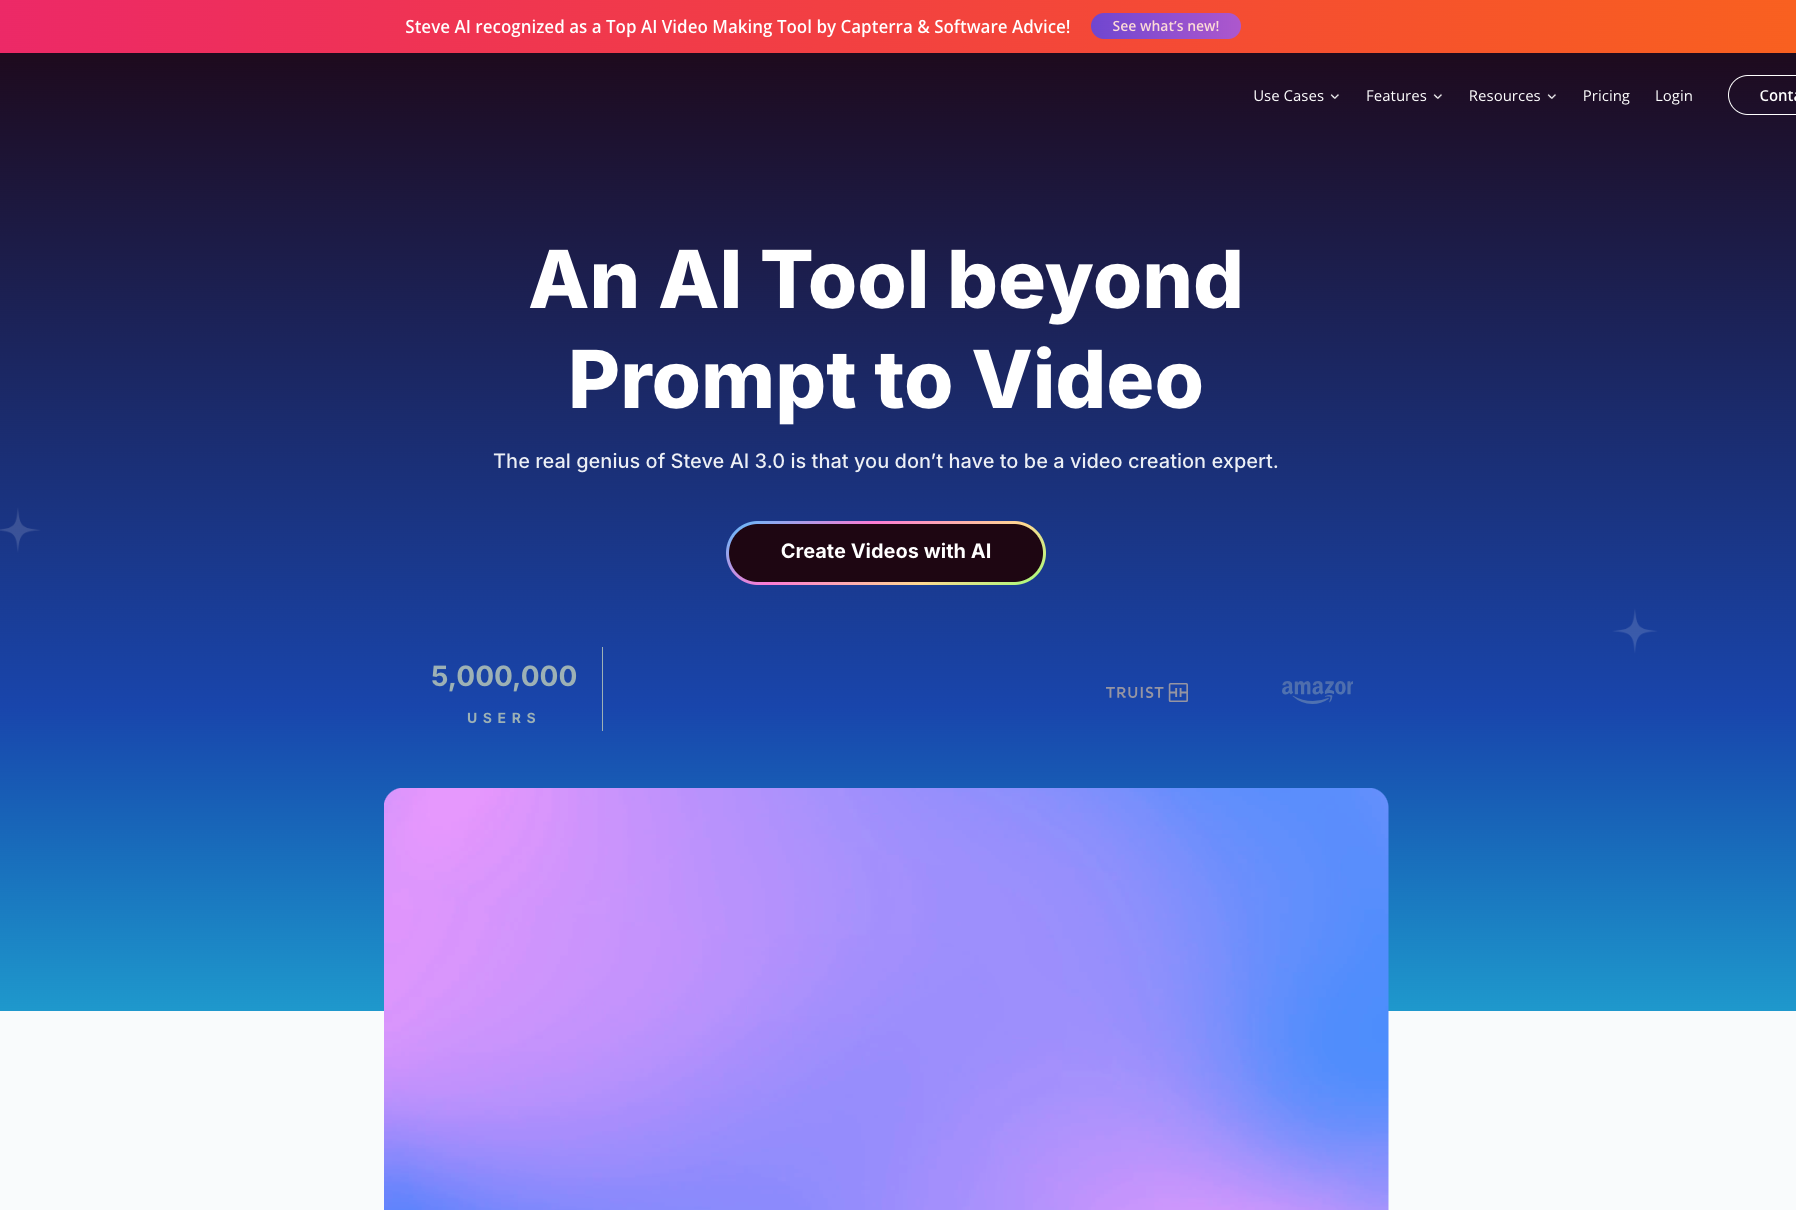 Steve AI recognized as a Top AI Video Making Tool by Capterra & Software Advice!
See what's new!
Use Cases
Features
Resources
Pricing
Login
An AI Tool beyond
Prompt to Video
The real genius of Steve AI 3.0 is that you don't have to be a video creation expert.
Create Videos with AI
5,000,000
USERS
TRUIST
amazon